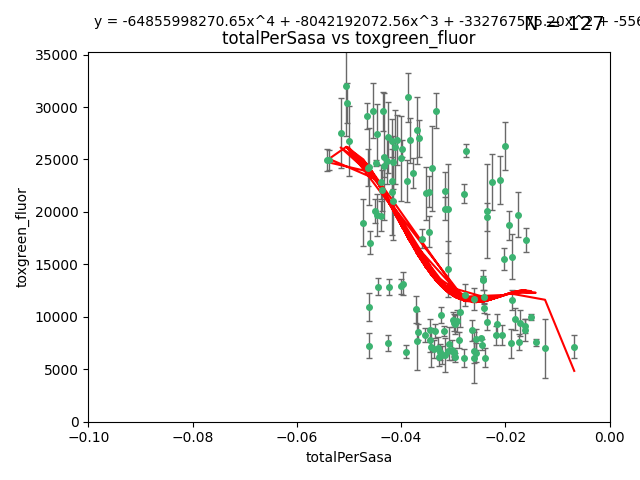 y = -64855998270.65x^4 + -8042192072.56x^3 + + -556
N = 127
totalPerSasa vs toxgreen_fluor
35000
30000
25000
20000
15000
10000
5000
0
toxgreen_fluor
−0.10 −0.08 −0.06 −0.04 −0.02 0.00
totalPerSasa